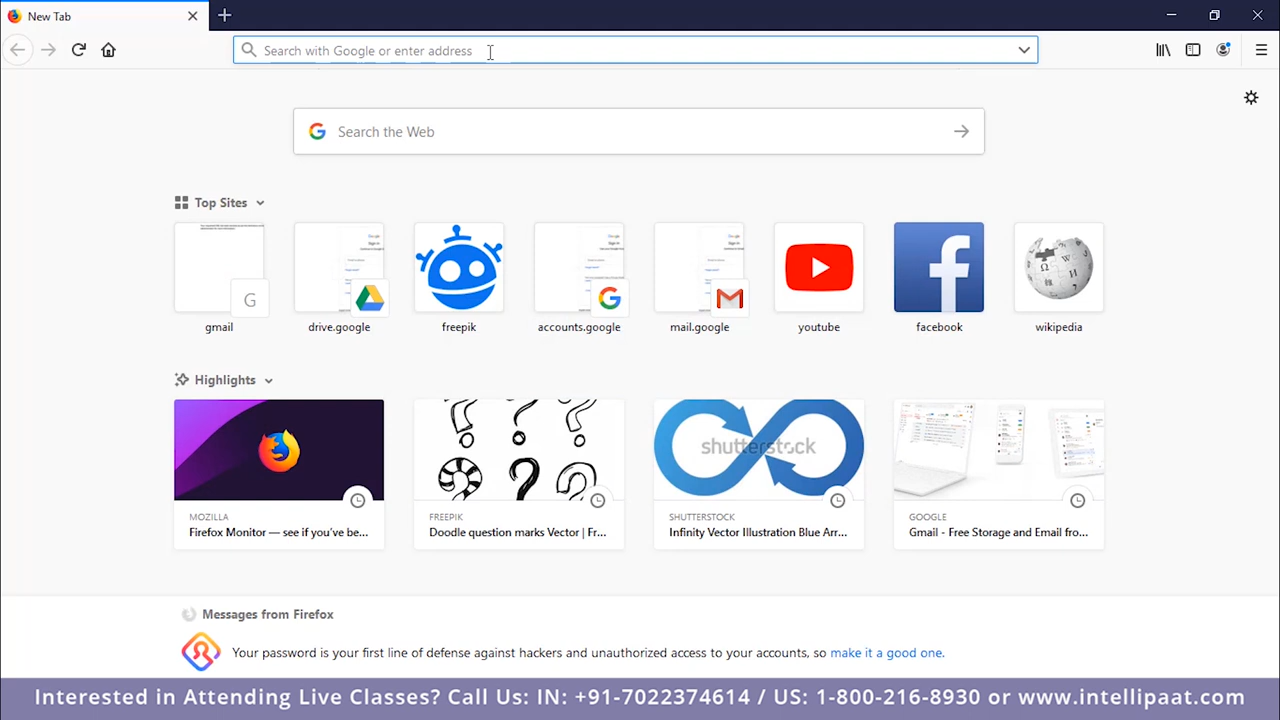 New Tab
Search with Google or enter address
Search the Web
Top Sites
G
gmail
drive.google
freepik
accounts.google
mail.google
youtube
facebook
wikipedia
Highlights
shutterstock
MOZILLA
Firefox Monitor — see if you've be...
FREEPIK
Doodle question marks Vector | Fr...
SHUTTERSTOCK
Infinity Vector Illustration Blue Arr...
GOOGLE
Gmail - Free Storage and Email fro...
Messages from Firefox
Your password is your first line of defense against hackers and unauthorized access to your accounts, so make it a good one.
Interested in Attending Live Classes? Call Us: IN: +91-7022374614 / US: 1-800-216-8930 or www.intellipaat.com